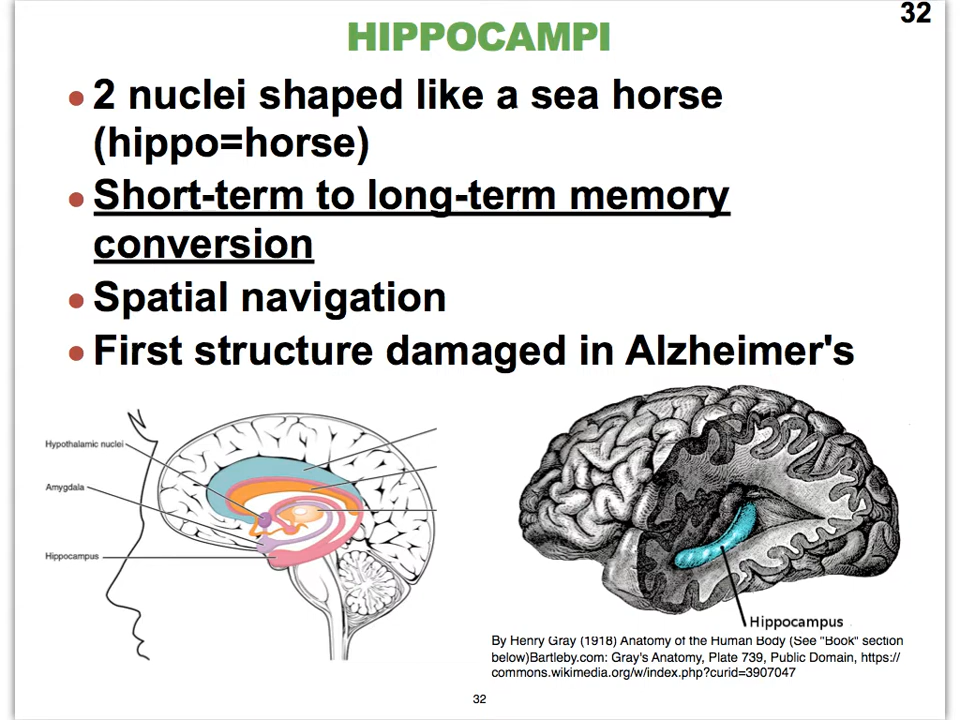 32
HIPPOCAMPI
• 2 nuclei shaped like a sea horse
(hippo=horse)
• Short-term to long-term memory
conversion
• Spatial navigation
• First structure damaged in Alzheimer's
Hypothalamic nuclei
Amygdala
Hippocampus
Hippocampus
By Henry Gray (1918) Anatomy of the Human Body (See "Book" section
below)Bartleby.com: Gray's Anatomy, Plate 739, Public Domain, https://
commons.wikimedia.org/w/index.php?curid=3907047
32